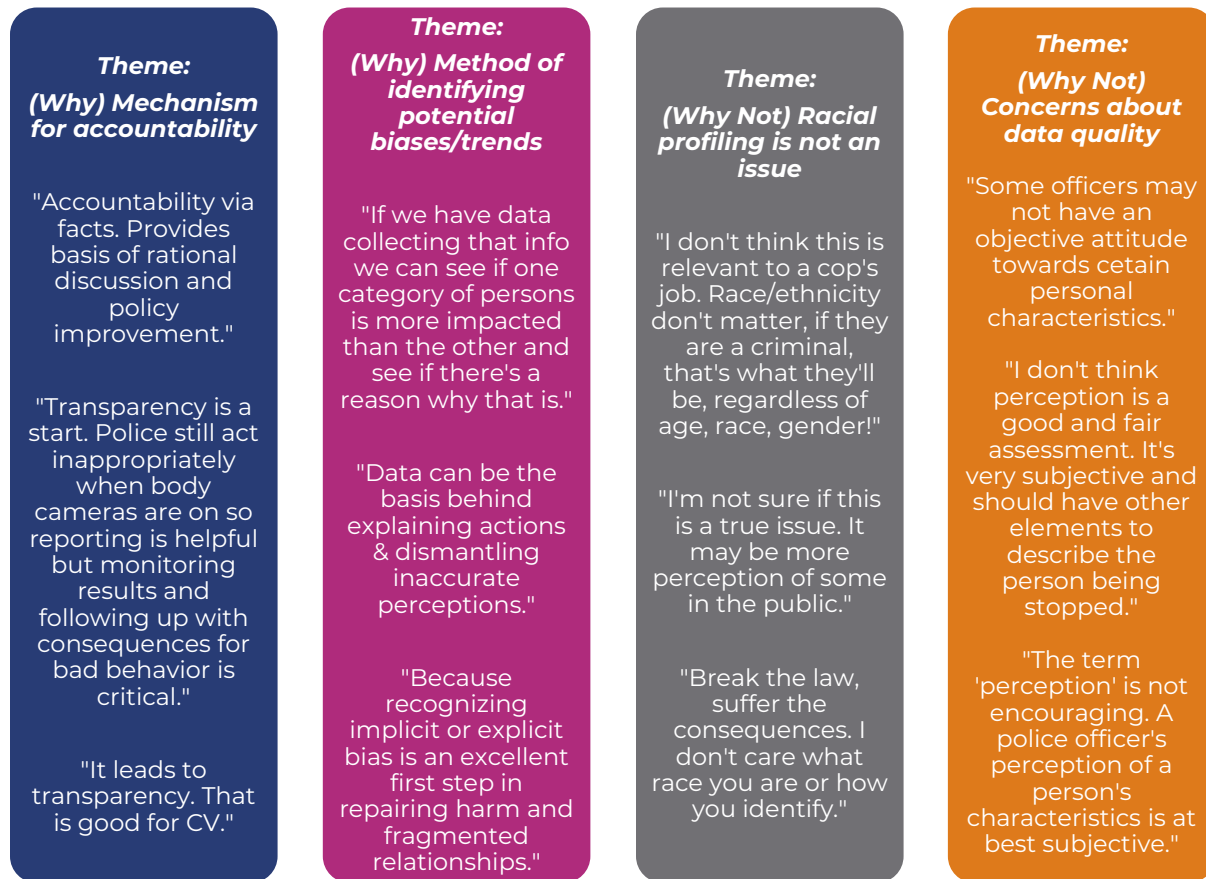 Theme:
(Why) Mechanism
for accountability
"Accountability via
facts. Provides
basis of rational
discussion and
policy
improvement."
"Transparency is a
start. Police still act
inappropriately
when body
cameras are on so
reporting is helpful
but monitoring
results and
following up with
consequences for
bad behavior is
critical."
"It leads to
transparency. That
is good for CV."
Theme:
(Why) Method of
identifying
potential
biases/trends
"If we have data
collecting that info
we can see if one
category of persons
is more impacted
than the other and
see if there's a
reason why that is."
"Data can be the
basis behind
explaining actions
& dismantling
inaccurate
perceptions."
"Because
recognizing
implicit or explicit
bias is an excellent
first step in
repairing harm and
fragmented
relationships."
Theme:
(Why Not) Racial
profiling is not an
issue
"I don't think this is
relevant to a cop's
job. Race/ethnicity
don't matter, if they
are a criminal,
that's what they'll
be, regardless of
age, race, gender!"
"I'm not sure if this
is a true issue. It
may be more
perception of some
in the public."
"Break the law,
suffer the
consequences. I
don't care what
race you are or how
you identify."
Theme:
(Why Not)
Concerns about
data quality
"Some officers may
not have an
objective attitude
towards cetain
personal
characteristics."
"I don't think
perception is a
good and fair
assessment. It's
very subjective and
should have other
elements to
describe the
person being
stopped."
"The term
'perception' is not
encouraging. A
police officer's
perception of a
person's
characteristics is at
best subjective."